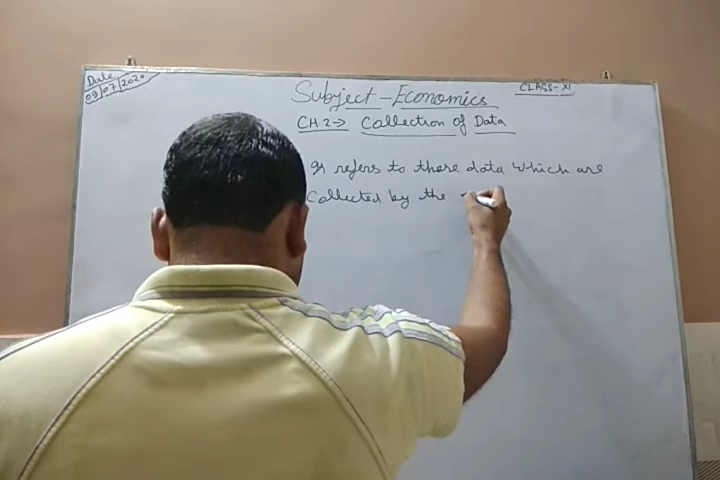 Date
09/07/2020
Subject - Economics
CLASS - XI
CH.2 → Collection of Data
It refers to those data which are
collected by the